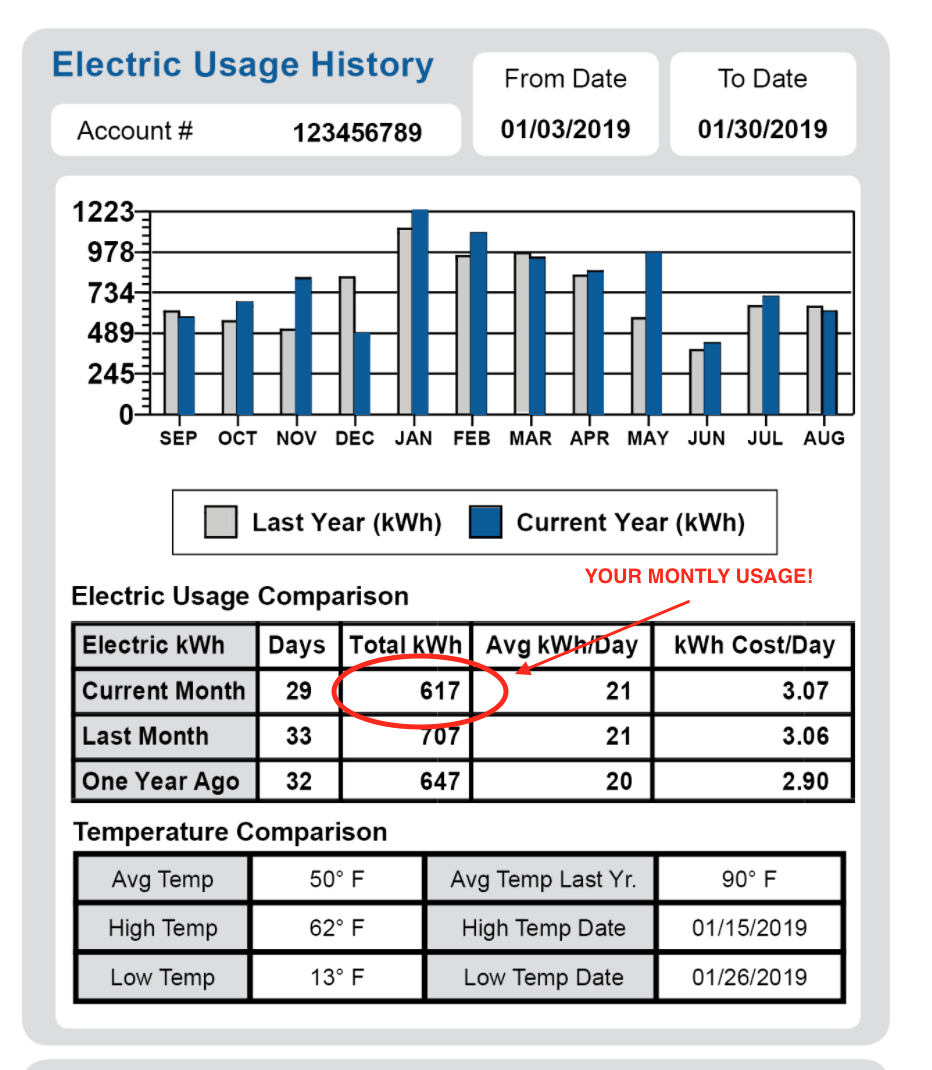 Electric Usage History
From Date To Date
Account # 123456789 01/03/2019 01/30/2019
1223
978
734
489
245
0
SEP OCT NOV DEC JAN FEB MAR APR MAY JUN JUL AUG
Last Year (kWh) Current Year (kWh)
YOUR MONTLY USAGE!
Electric Usage Comparison
Electric kWh Days Total kWh Avg kWh/Day kWh Cost/Day
Current Month 29 617 21 3.07
Last Month 33 707 21 3.06
One Year Ago 32 647 20 2.90
Temperature Comparison
Avg Temp 50° F Avg Temp Last Yr. 90° F
High Temp 62° F High Temp Date 01/15/2019
Low Temp 13° F Low Temp Date 01/26/2019